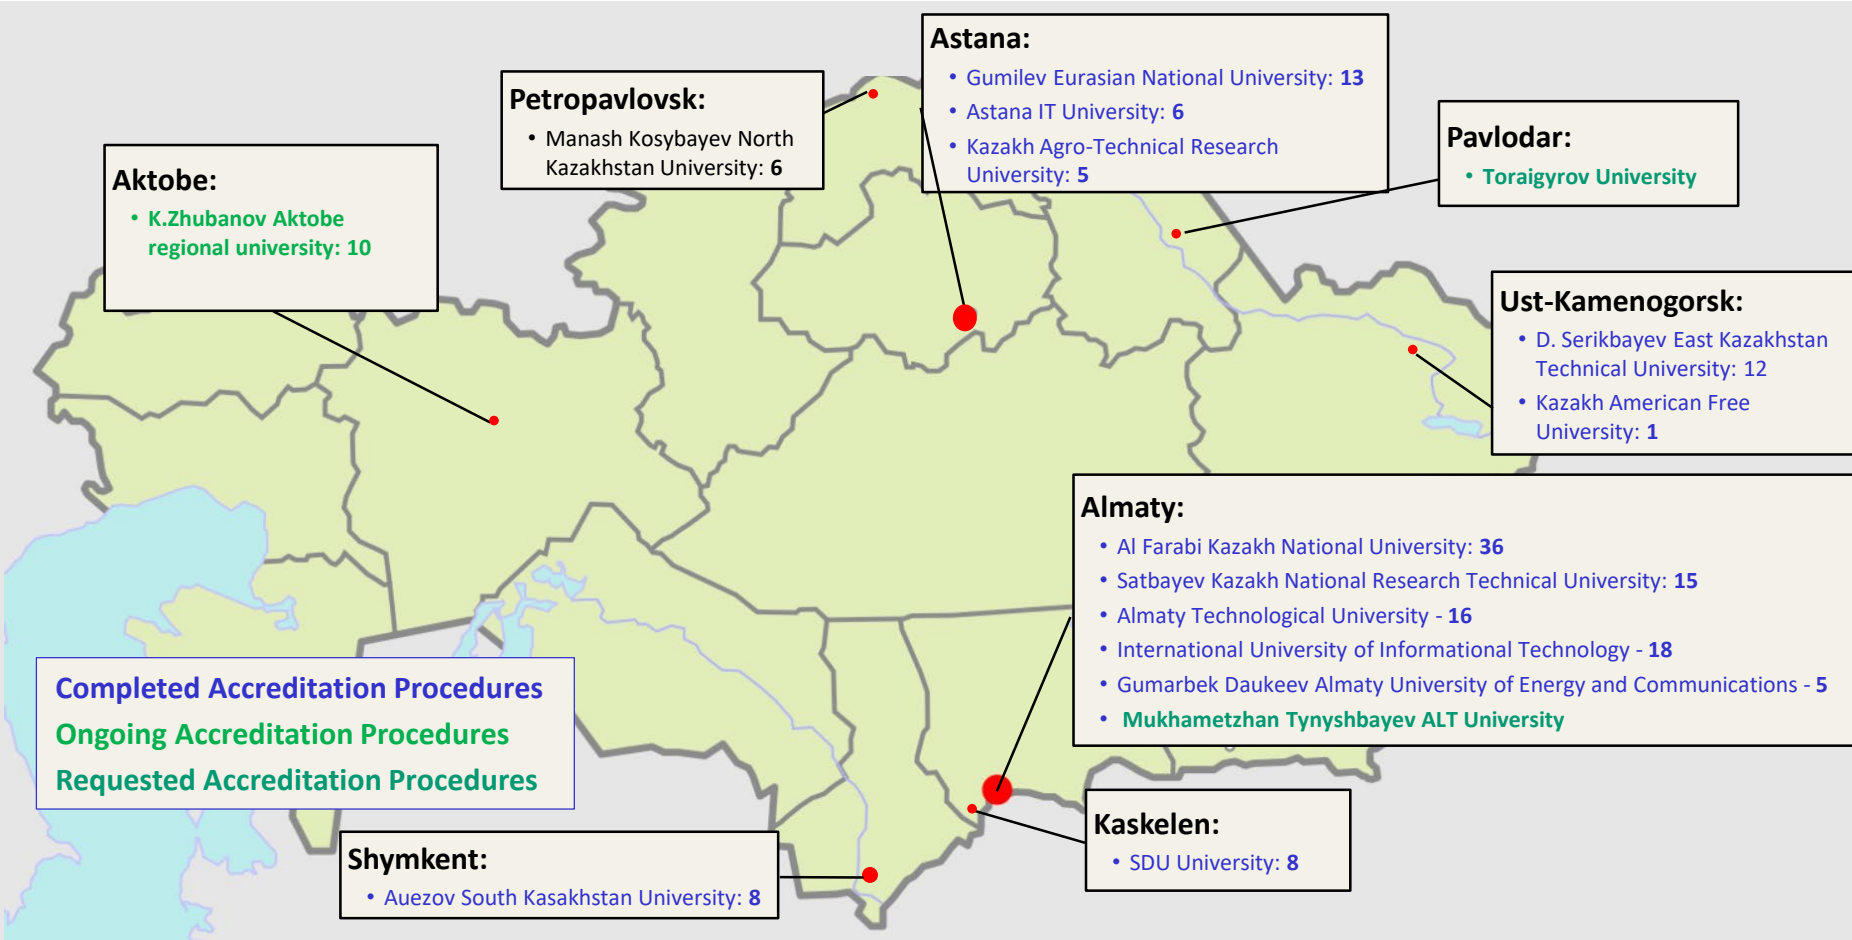 Astana:
• Gumilev Eurasian National University: 13
• Astana IT University: 6
• Kazakh Agro-Technical Research
University: 5
Petropavlovsk:
• Manash Kosybayev North
Kazakhstan University: 6
Pavlodar:
• Toraigyrov University
Aktobe:
• K.Zhubanov Aktobe
regional university: 10
Ust-Kamenogorsk:
• D. Serikbayev East Kazakhstan
Technical University: 12
• Kazakh American Free
University: 1
Almaty:
• Al Farabi Kazakh National University: 36
• Satbayev Kazakh National Research Technical University: 15
• Almaty Technological University - 16
• International University of Informational Technology - 18
• Gumarbek Daukeev Almaty University of Energy and Communications - 5
• Mukhametzhan Tynyshbayev ALT University
Completed Accreditation Procedures
Ongoing Accreditation Procedures
Requested Accreditation Procedures
Kaskelen:
• SDU University: 8
Shymkent:
• Auezov South Kasakhstan University: 8